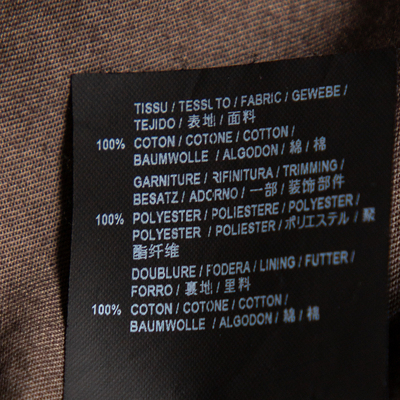 TISSU / TESSUTO / FABRIC / GEWEBE /
TEJIDO / 表地 / 面料
100% COTON / COTONE / COTTON /
BAUMWOLLE / ALGODON / 綿 / 棉
GARNITURE / RIFINITURA / TRIMMING /
BESATZ / ADORNO / 一部 / 装饰部件
100% POLYESTER / POLIESTERE / POLYESTER /
POLYESTER / POLIESTER / ポリエステル / 聚
酯纤维
DOUBLURE / FODERA / LINING / FUTTER /
FORRO / 裏地 / 里料
100% COTON / COTONE / COTTON /
BAUMWOLLE / ALGODON / 綿 / 棉